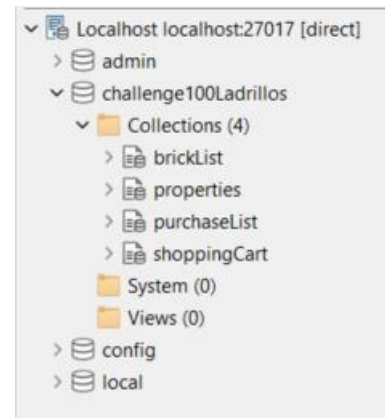 Localhost localhost:27017 [direct]
admin
challenge100Ladrillos
Collections (4)
brickList
properties
purchaseList
shoppingCart
System (0)
Views (0)
config
local